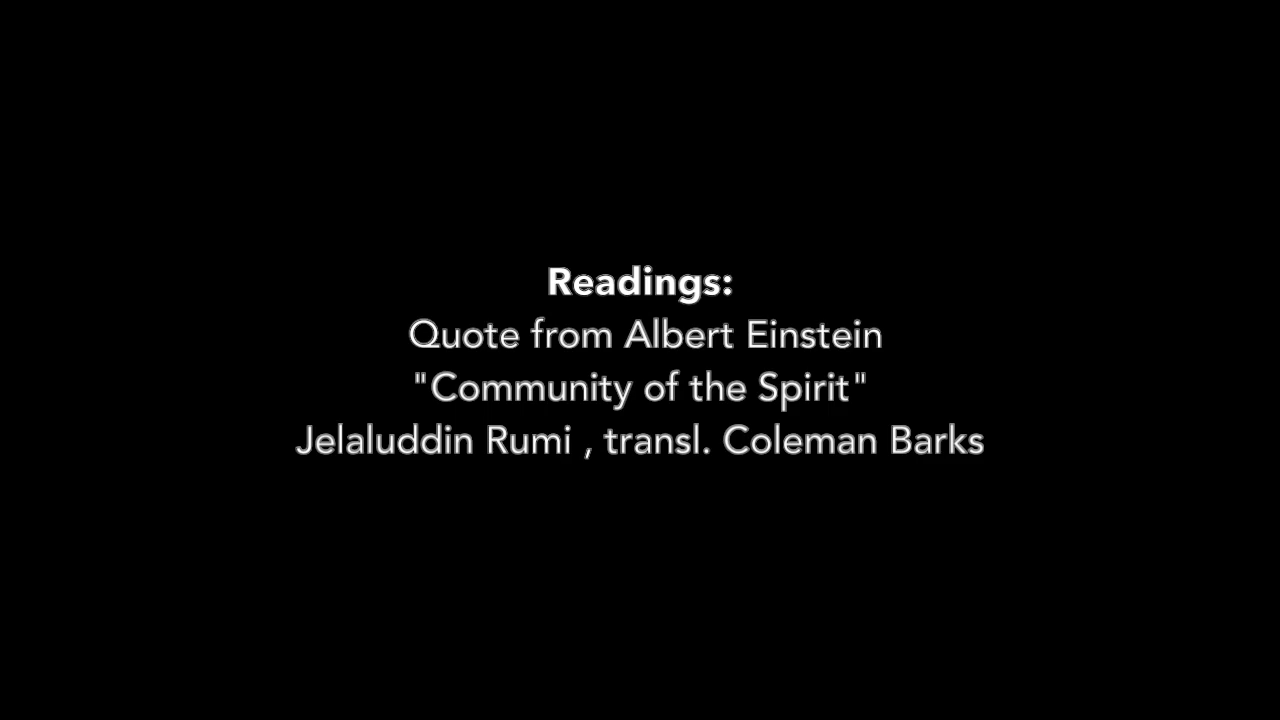 Readings:
Quote from Albert Einstein
"Community of the Spirit"
Jelaluddin Rumi , transl. Coleman Barks